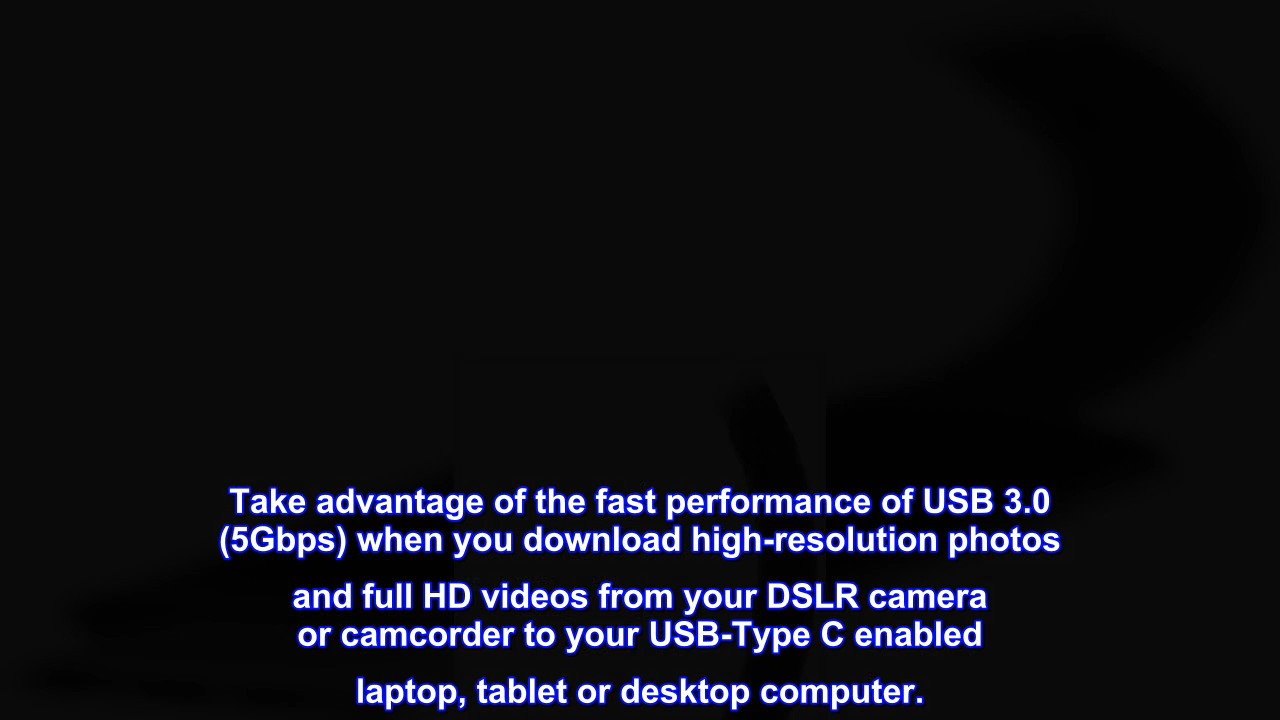 Take advantage of the fast performance of USB 3.0
(5Gbps) when you download high-resolution photos
and full HD videos from your DSLR camera
or camcorder to your USB-Type C enabled
laptop, tablet or desktop computer.